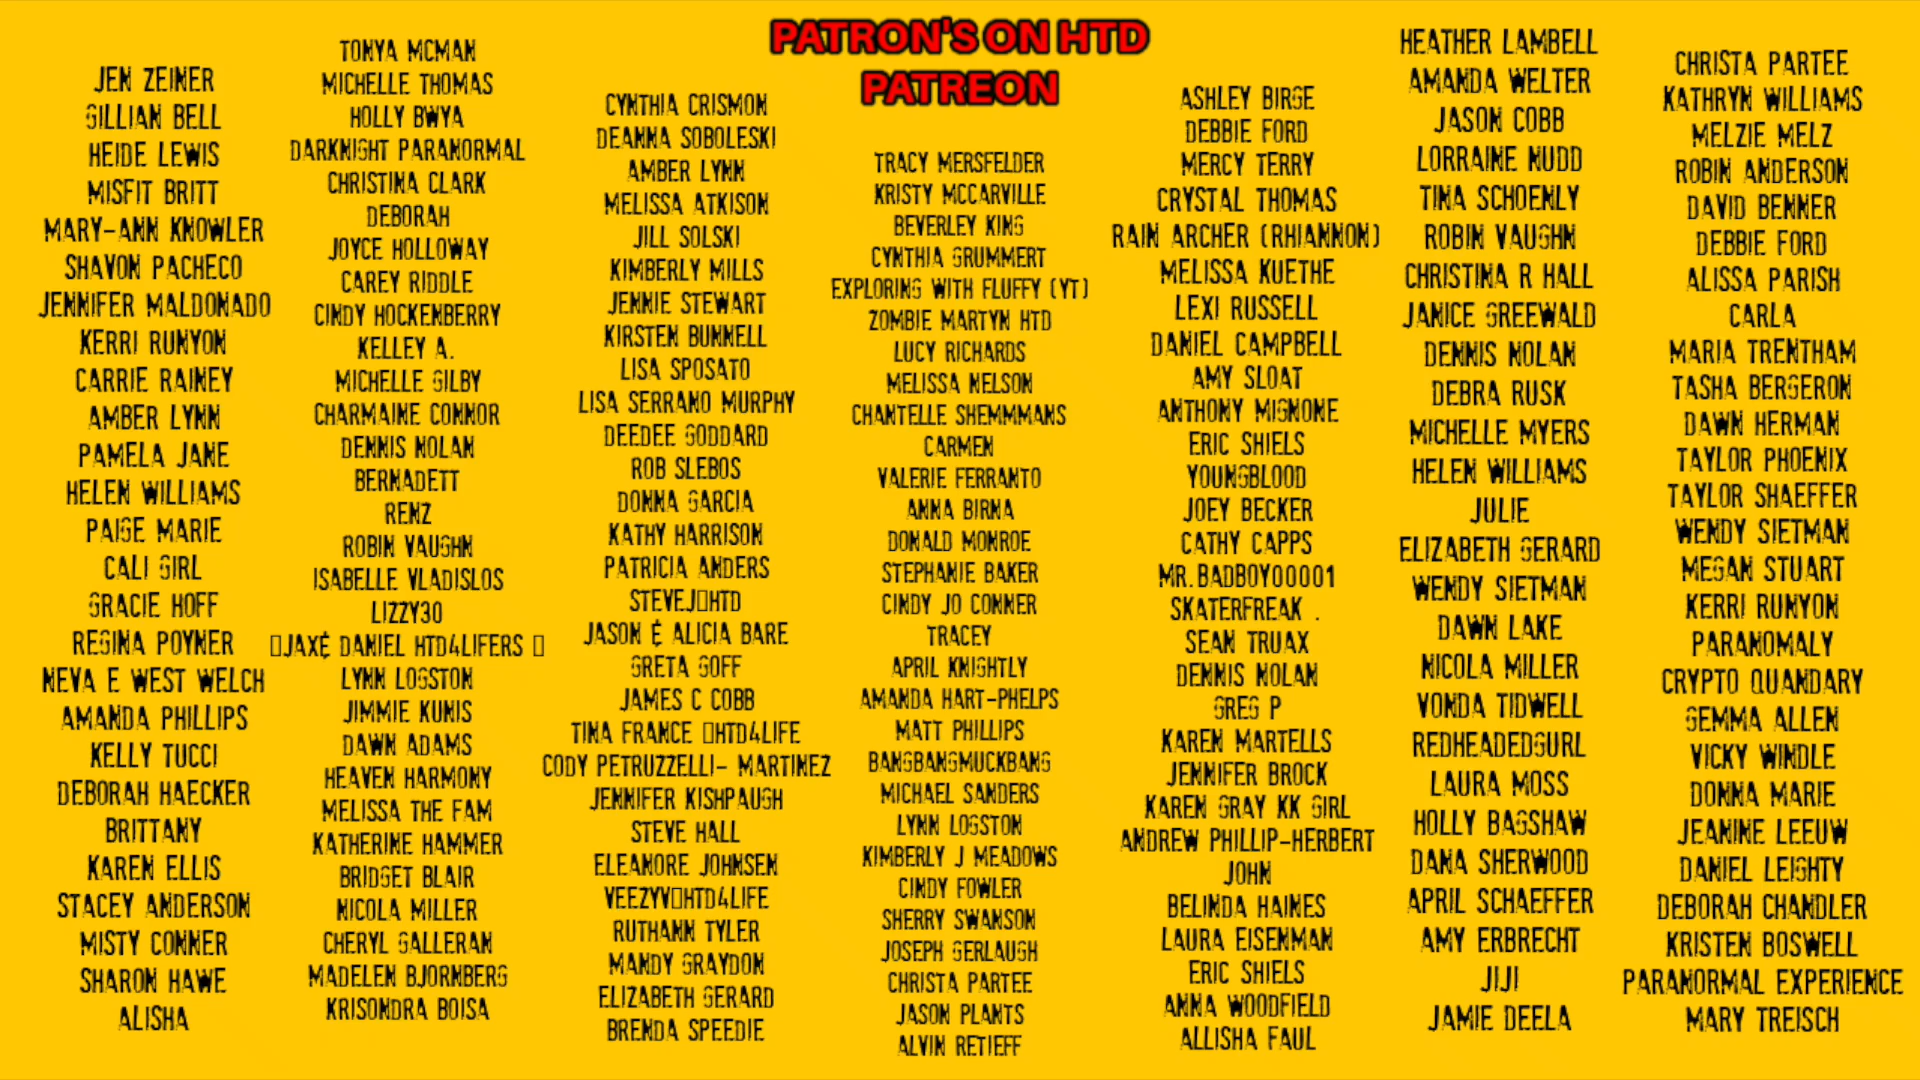 PATRON'S ON HTD
PATREON
JEN ZEINER
GILLIAN BELL
HEIDE LEWIS
MISFIT BRITT
MARY-ANN KNOWLER
SHAVON PACHECO
JENNIFER MALDONADO
KERRI RUNYON
CARRIE RAINEY
AMBER LYNN
PAMELA JANE
HELEN WILLIAMS
PAIGE MARIE
CALI GIRL
GRACIE HOFF
REGINA POYNER
NEVA E WEST WELCH
AMANDA PHILLIPS
KELLY TUCCI
DEBORAH HAECKER
BRITTANY
KAREN ELLIS
STACEY ANDERSON
MISTY CONNER
SHARON HAWE
ALISHA
TONYA MCMAN
MICHELLE THOMAS
HOLLY BWYA
DARKNIGHT PARANORMAL
CHRISTINA CLARK
DEBORAH
JOYCE HOLLOWAY
CAREY RIDDLE
CINDY HOCKENBERRY
KELLEY A.
MICHELLE GILBY
CHARMAINE CONNOR
DENNIS NOLAN
BERNADETT
RENZ
ROBIN VAUGHN
ISABELLE VLADISLOS
LIZZY30
▯JAX& DANIEL HTD4LIFERS ▯
LYNN LOGSTON
JIMMIE KUNIS
DAWN ADAMS
HEAVEN HARMONY
MELISSA THE FAM
KATHERINE HAMMER
BRIDGET BLAIR
NICOLA MILLER
CHERYL GALLERAN
MADELEN BJORNBERG
KRISONDRA BOISA
CYNTHIA CRISMON
DEANNA SOBOLESKI
AMBER LYNN
MELISSA ATKISON
JILL SOLSKI
KIMBERLY MILLS
JENNIE STEWART
KIRSTEN BUNNELL
LISA SPOSATO
LISA SERRANO MURPHY
DEEDEE GODDARD
ROB SLEBOS
DONNA GARCIA
KATHY HARRISON
PATRICIA ANDERS
STEVEJ▯HTD
JASON & ALICIA BARE
GRETA GOFF
JAMES C COBB
TINA FRANCE ▯HTD4LIFE
CODY PETRUZZELLI- MARTINEZ
JENNIFER KISHPAUGH
STEVE HALL
ELEANORE JOHNSEN
VEEZYV▯HTD4LIFE
RUTHANN TYLER
MANDY GRAYDON
ELIZABETH GERARD
BRENDA SPEEDIE
TRACY MERSFELDER
KRISTY MCCARVILLE
BEVERLEY KING
CYNTHIA GRUMMERT
EXPLORING WITH FLUFFY (YT)
ZOMBIE MARTYN HTD
LUCY RICHARDS
MELISSA NELSON
CHANTELLE SHEMMMANS
CARMEN
VALERIE FERRANTO
ANNA BIRNA
DONALD MONROE
STEPHANIE BAKER
CINDY JO CONNER
TRACEY
APRIL KNIGHTLY
AMANDA HART-PHELPS
MATT PHILLIPS
BANGBANGMUCKBANG
MICHAEL SANDERS
LYNN LOGSTON
KIMBERLY J MEADOWS
CINDY FOWLER
SHERRY SWANSON
JOSEPH GERLAUGH
CHRISTA PARTEE
JASON PLANTS
ALVIN RETIEFF
ASHLEY BIRGE
DEBBIE FORD
MERCY TERRY
CRYSTAL THOMAS
RAIN ARCHER (RHIANNON)
MELISSA KUETHE
LEXI RUSSELL
DANIEL CAMPBELL
AMY SLOAT
ANTHONY MIGNONE
ERIC SHIELS
YOUNGBLOOD
JOEY BECKER
CATHY CAPPS
MR.BADBOY00001
SKATERFREAK .
SEAN TRUAX
DENNIS NOLAN
GREG P
KAREN MARTELLS
JENNIFER BROCK
KAREN GRAY KK GIRL
ANDREW PHILLIP-HERBERT
JOHN
BELINDA HAINES
LAURA EISENMAN
ERIC SHIELS
ANNA WOODFIELD
ALLISHA FAUL
HEATHER LAMBELL
AMANDA WELTER
JASON COBB
LORRAINE NUDD
TINA SCHOENLY
ROBIN VAUGHN
CHRISTINA R HALL
JANICE GREEWALD
DENNIS NOLAN
DEBRA RUSK
MICHELLE MYERS
HELEN WILLIAMS
JULIE
ELIZABETH GERARD
WENDY SIETMAN
DAWN LAKE
NICOLA MILLER
VONDA TIDWELL
REDHEADEDGURL
LAURA MOSS
HOLLY BAGSHAW
DANA SHERWOOD
APRIL SCHAEFFER
AMY ERBRECHT
JIJI
JAMIE DEELA
CHRISTA PARTEE
KATHRYN WILLIAMS
MELZIE MELZ
ROBIN ANDERSON
DAVID BENNER
DEBBIE FORD
ALISSA PARISH
CARLA
MARIA TRENTHAM
TASHA BERGERON
DAWN HERMAN
TAYLOR PHOENIX
TAYLOR SHAEFFER
WENDY SIETMAN
MEGAN STUART
KERRI RUNYON
PARANOMALY
CRYPTO QUANDARY
GEMMA ALLEN
VICKY WINDLE
DONNA MARIE
JEANINE LEEUW
DANIEL LEIGHTY
DEBORAH CHANDLER
KRISTEN BOSWELL
PARANORMAL EXPERIENCE
MARY TREISCH